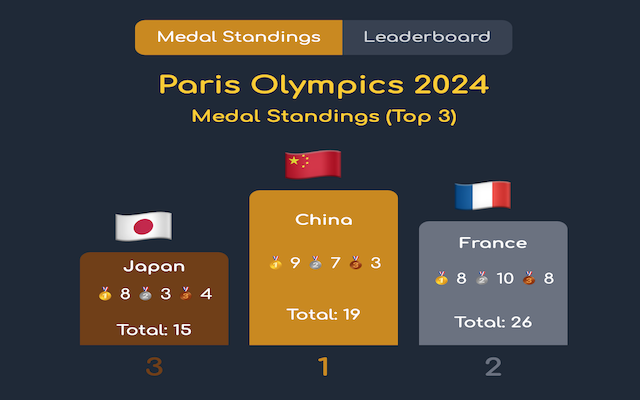 Medal Standings Leaderboard
Paris Olympics 2024
Medal Standings (Top 3)
China
🥇 9 🥈 7 🥉 3
Total: 19
France
🥇 8 🥈 10 🥉 8
Total: 26
Japan
🥇 8 🥈 3 🥉 4
Total: 15
3 1 2